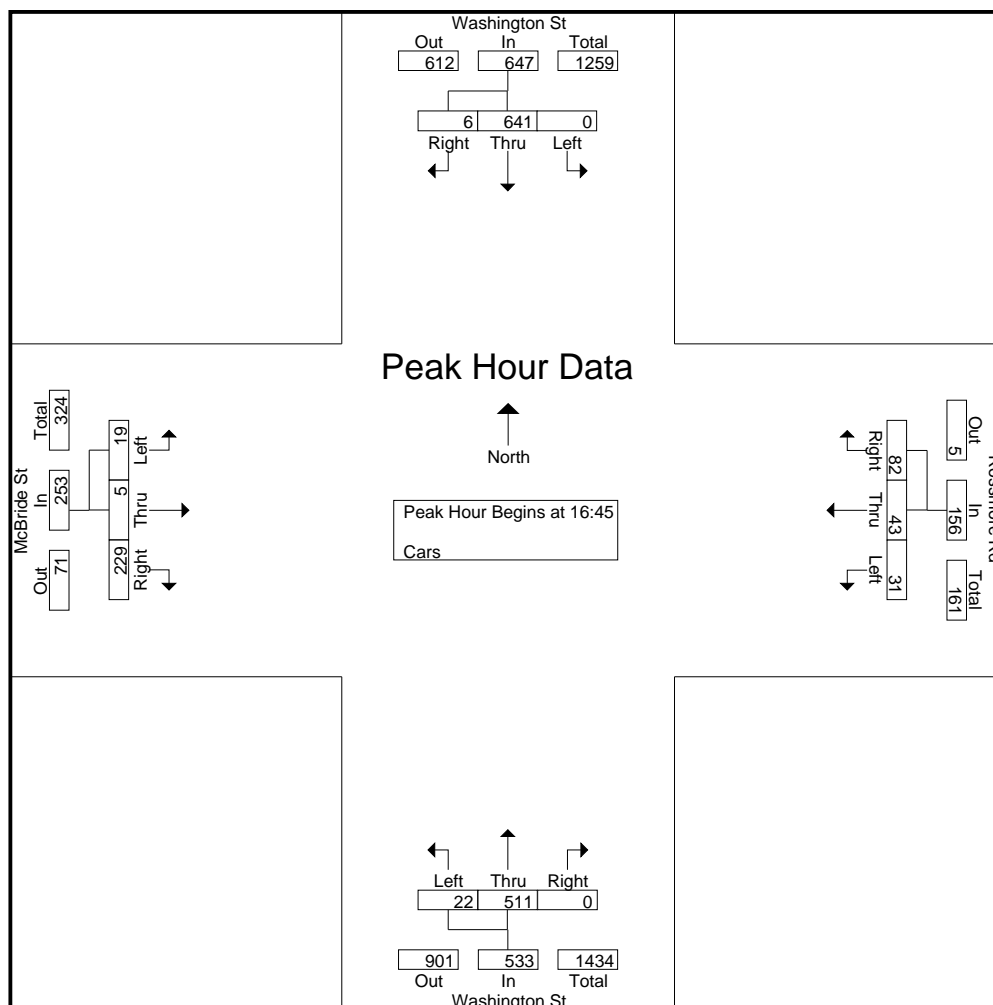 Washington St
Out In Total
612 647 1259
6 641 0
Right Thru Left
Peak Hour Data
North
Peak Hour Begins at 16:45
Cars
McBride St
Total In Out
324 253 71
19 5 229
Left Thru Right
Right Thru Left
82 43 31
Out In Total
5 156 161
Left Thru Right
22 511 0
901 533 1434
Out In Total
Washington St